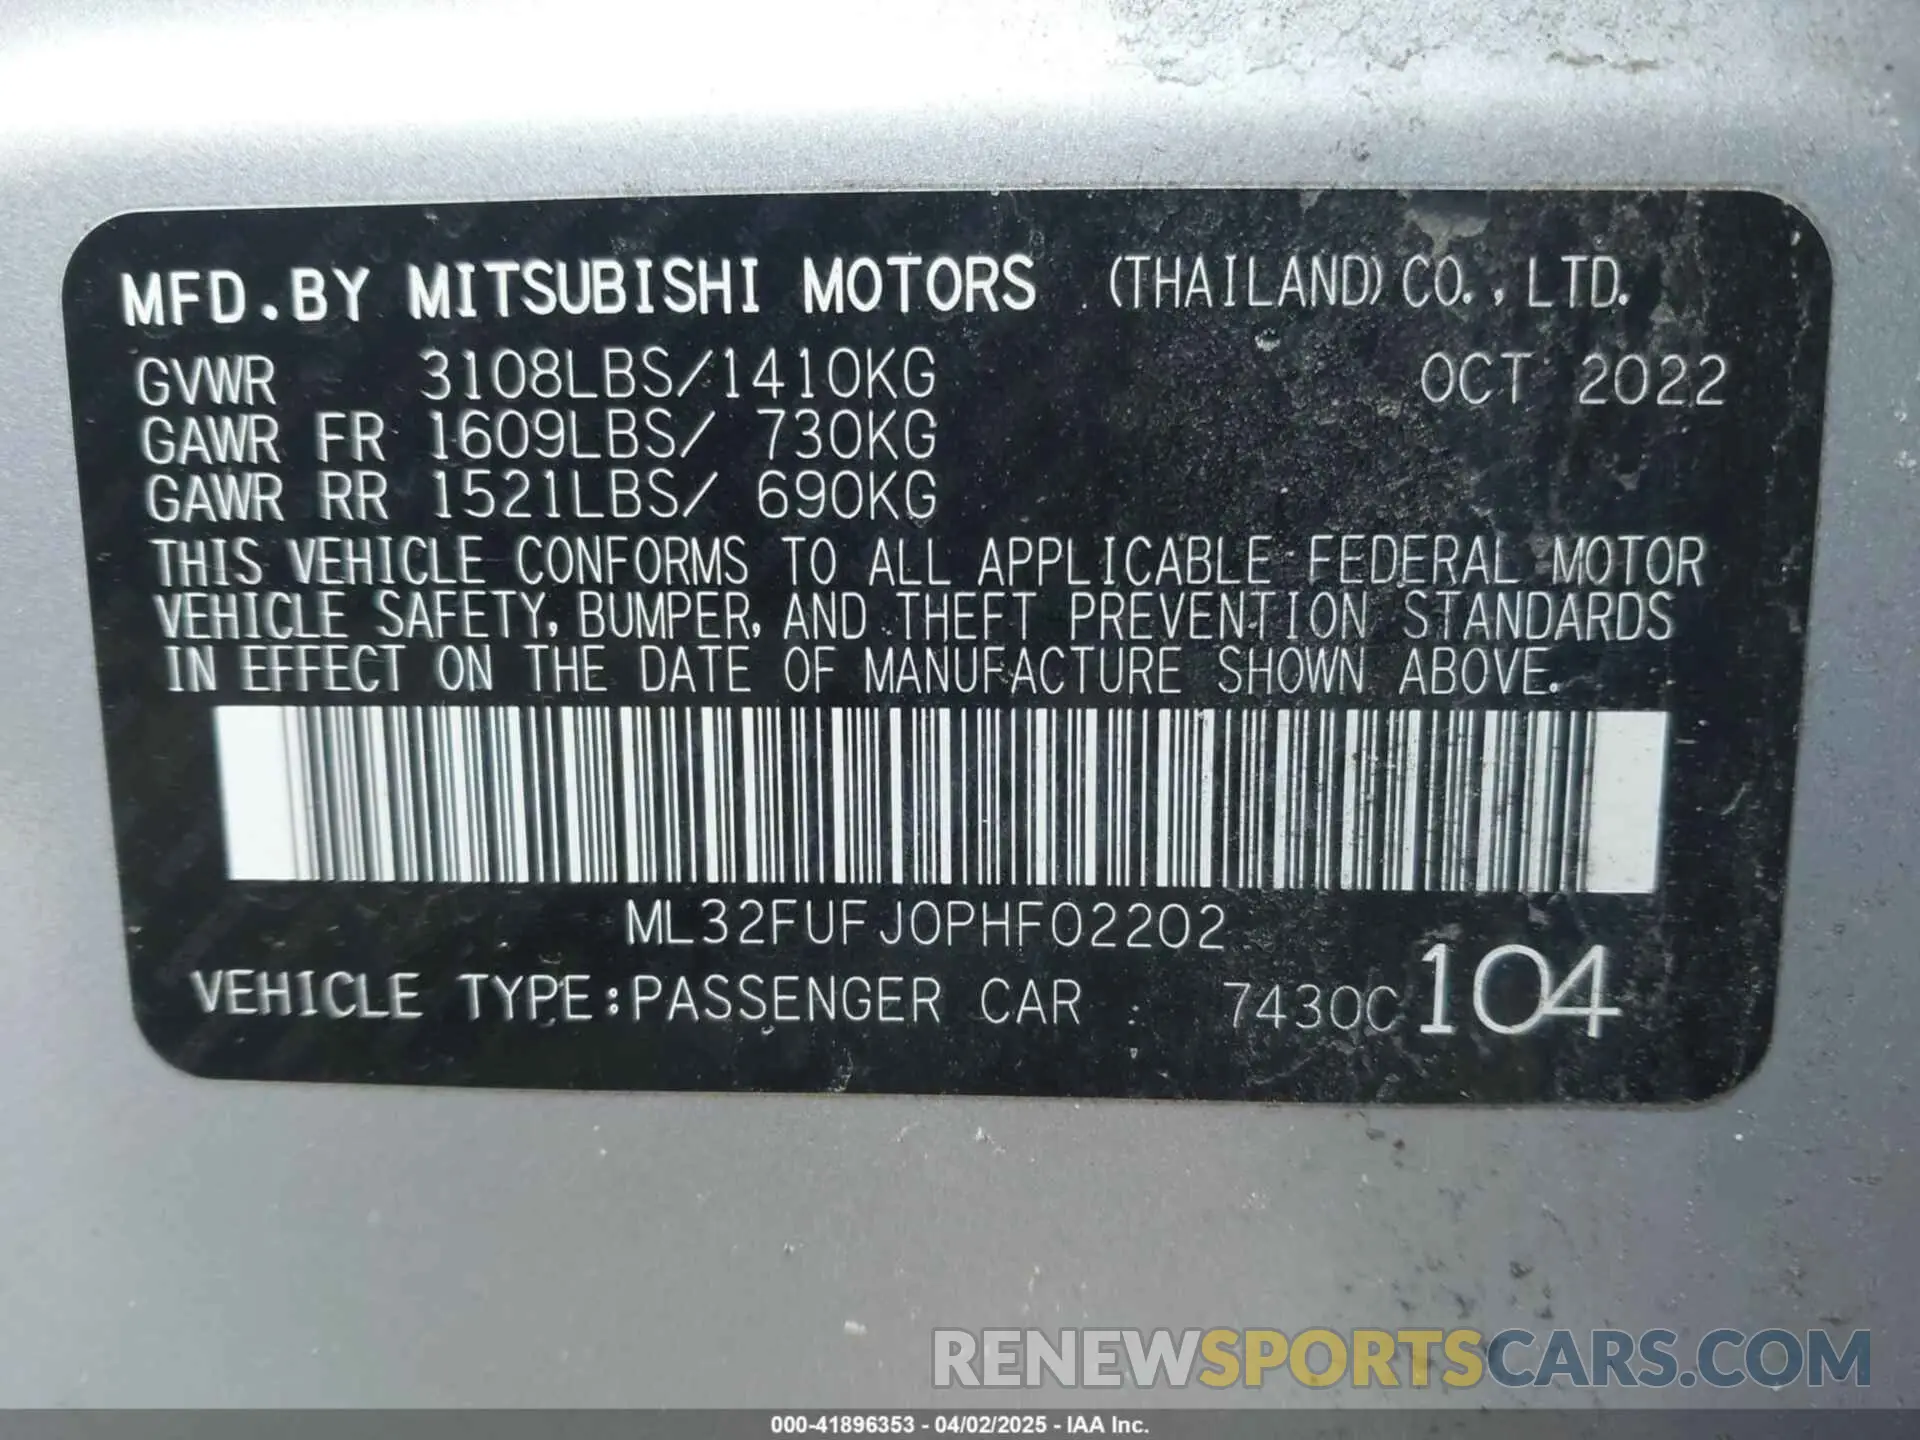 MFD.BY MITSUBISHI MOTORS (THAILAND) CO., LTD.
GVWR 3108LBS/1410KG OCT 2022
GAWR FR 1609LBS/ 730KG
GAWR RR 1521LBS/ 690KG
THIS VEHICLE CONFORMS TO ALL APPLICABLE FEDERAL MOTOR
VEHICLE SAFETY, BUMPER, AND THEFT PREVENTION STANDARDS
IN EFFECT ON THE DATE OF MANUFACTURE SHOWN ABOVE.
ML32FUFJ0PHF02202
VEHICLE TYPE:PASSENGER CAR 7430C104
RENEWSPORTSCARS.COM
000-41896353 - 04/02/2025 - IAA Inc.